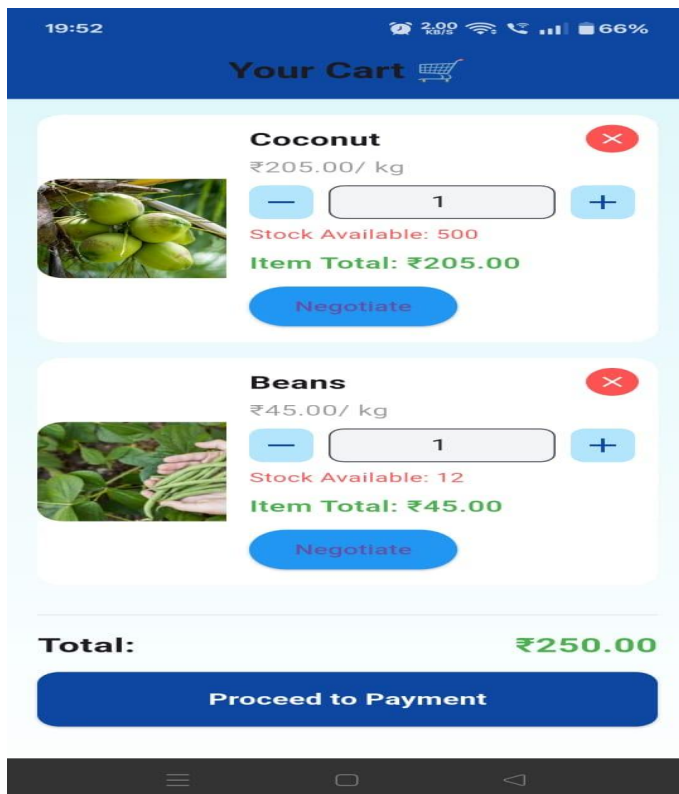 19:52 2.00 KB/S 66%
Your Cart 🛒
Coconut
₹205.00/ kg
− 1 +
Stock Available: 500
Item Total: ₹205.00
Negotiate
Beans
₹45.00/ kg
− 1 +
Stock Available: 12
Item Total: ₹45.00
Negotiate
Total: ₹250.00
Proceed to Payment